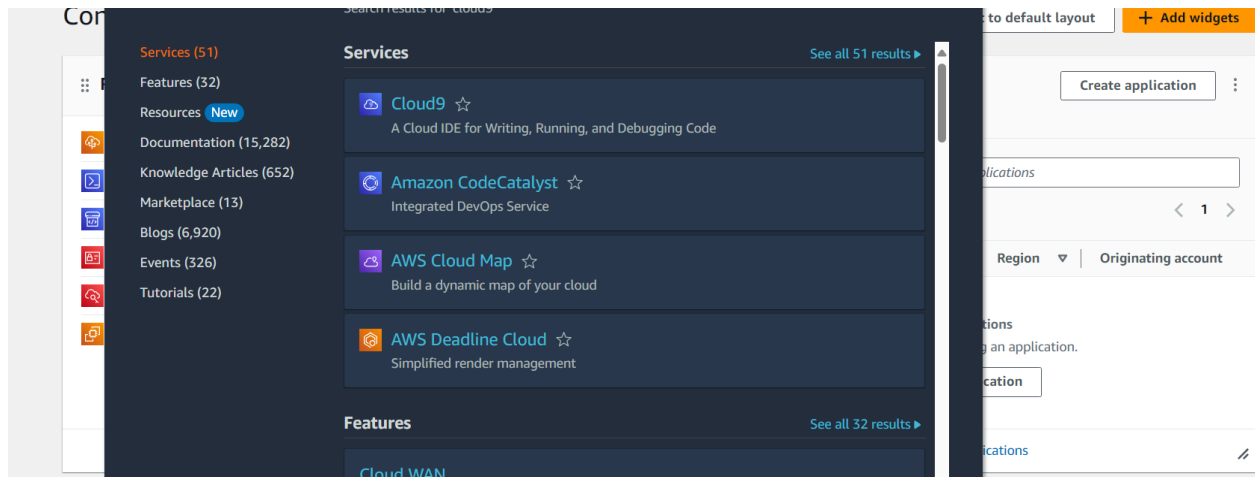 Con
Search results for 'cloud9'
to default layout
+ Add widgets
Services (51)
Features (32)
Resources New
Documentation (15,282)
Knowledge Articles (652)
Marketplace (13)
Blogs (6,920)
Events (326)
Tutorials (22)
Services
See all 51 results
Cloud9
A Cloud IDE for Writing, Running, and Debugging Code
Amazon CodeCatalyst
Integrated DevOps Service
AWS Cloud Map
Build a dynamic map of your cloud
AWS Deadline Cloud
Simplified render management
Features
See all 32 results
Cloud WAN
Create application
plications
1
Region
Originating account
tions
g an application.
cation
ications